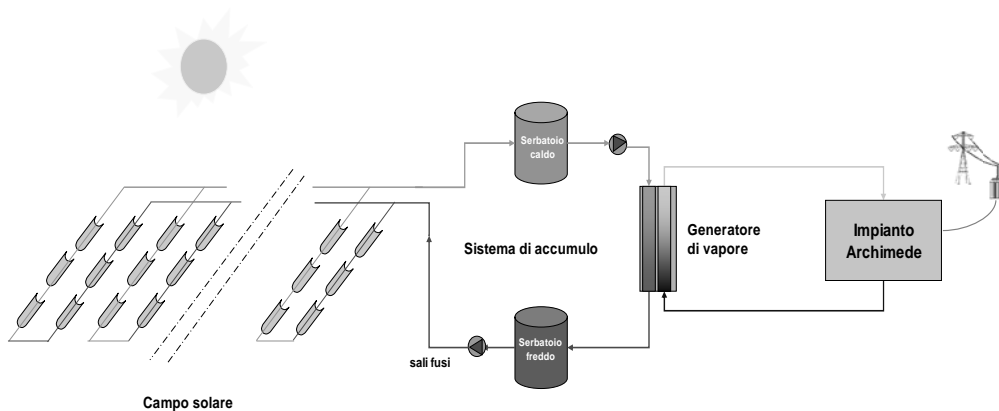 Serbatoio
caldo
Sistema di accumulo
Generatore
di vapore
Impianto
Archimede
Serbatoio
freddo
sali fusi
Campo solare